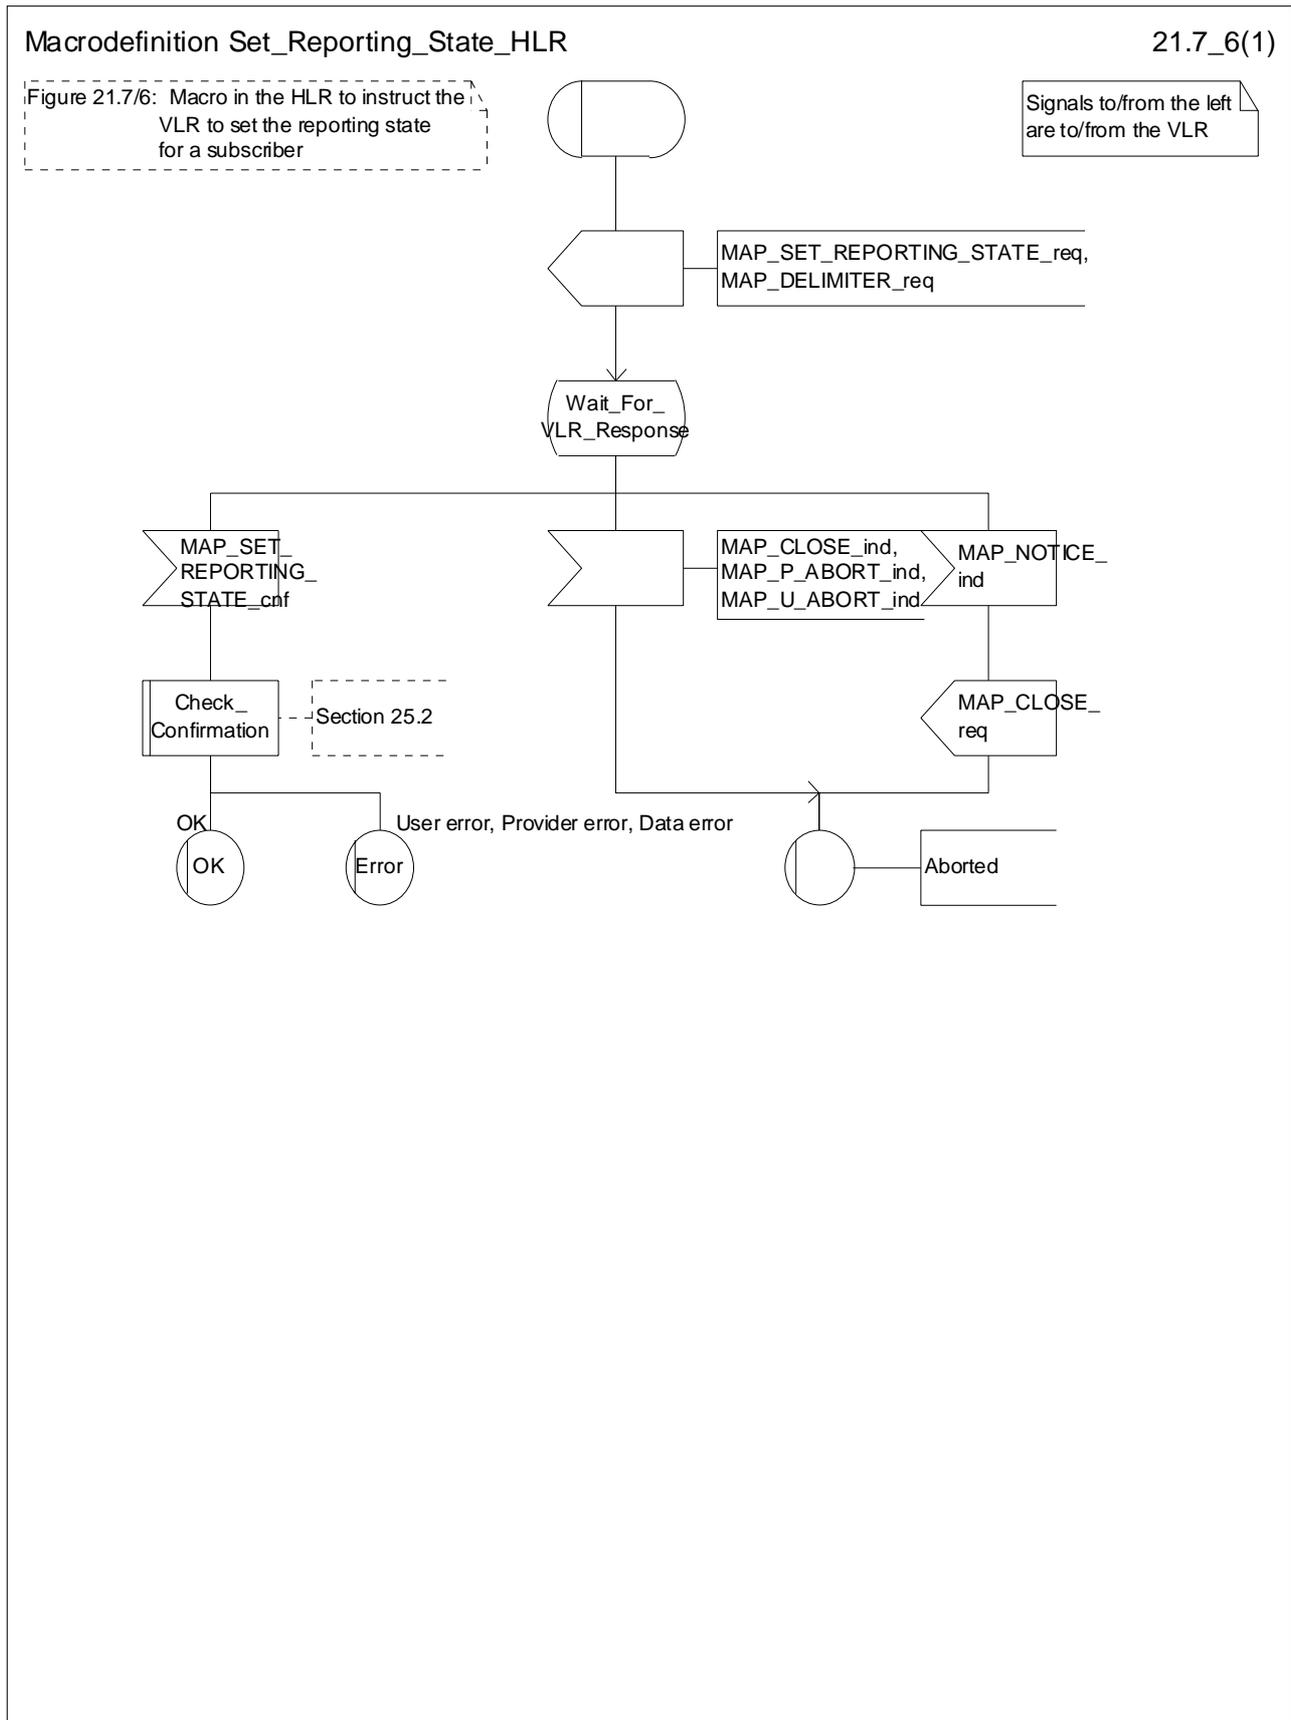 Macrodefinition Set_Reporting_State_HLR
21.7_6(1)
Figure 21.7/6: Macro in the HLR to instruct the
VLR to set the reporting state
for a subscriber
Signals to/from the left
are to/from the VLR
MAP_SET_REPORTING_STATE_req,
MAP_DELIMITER_req
Wait_For_
VLR_Response
MAP_SET_
REPORTING_
STATE_cnf
MAP_CLOSE_ind,
MAP_P_ABORT_ind,
MAP_U_ABORT_ind
MAP_NOTICE_
ind
Check_
Confirmation
Section 25.2
MAP_CLOSE_
req
OK
User error, Provider error, Data error
OK
Error
Aborted